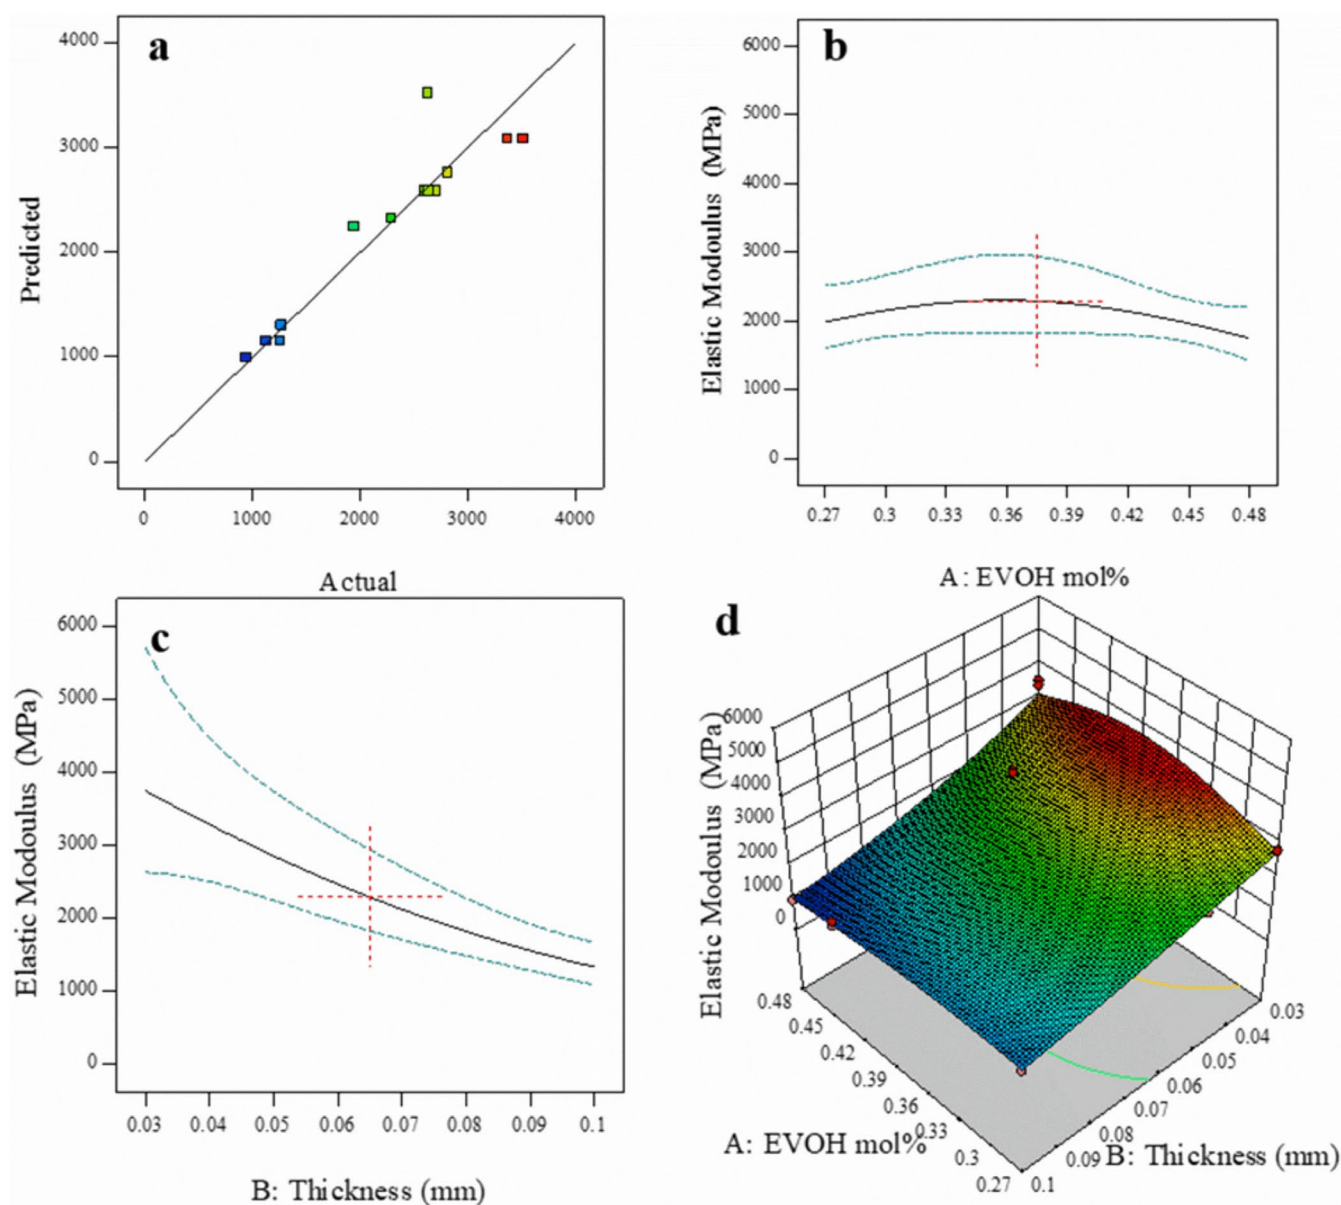 a
4000
3000
2000
1000
0
Predicted
0 1000 2000 3000 4000
Actual
b
6000
5000
4000
3000
2000
1000
0
Elastic Modoulus (MPa)
0.27 0.3 0.33 0.36 0.39 0.42 0.45 0.48
A: EVOH mol%
c
6000
5000
4000
3000
2000
1000
0
Elastic Modoulus (MPa)
0.03 0.04 0.05 0.06 0.07 0.08 0.09 0.1
B: Thickness (mm)
d
6000
5000
4000
3000
2000
1000
0
Elastic Modoulus (MPa)
0.48
0.45
0.42
0.39
0.36
0.33
0.3
0.27
A: EVOH mol%
0.03
0.04
0.05
0.06
0.07
0.08
0.09
0.1
B: Thickness (mm)